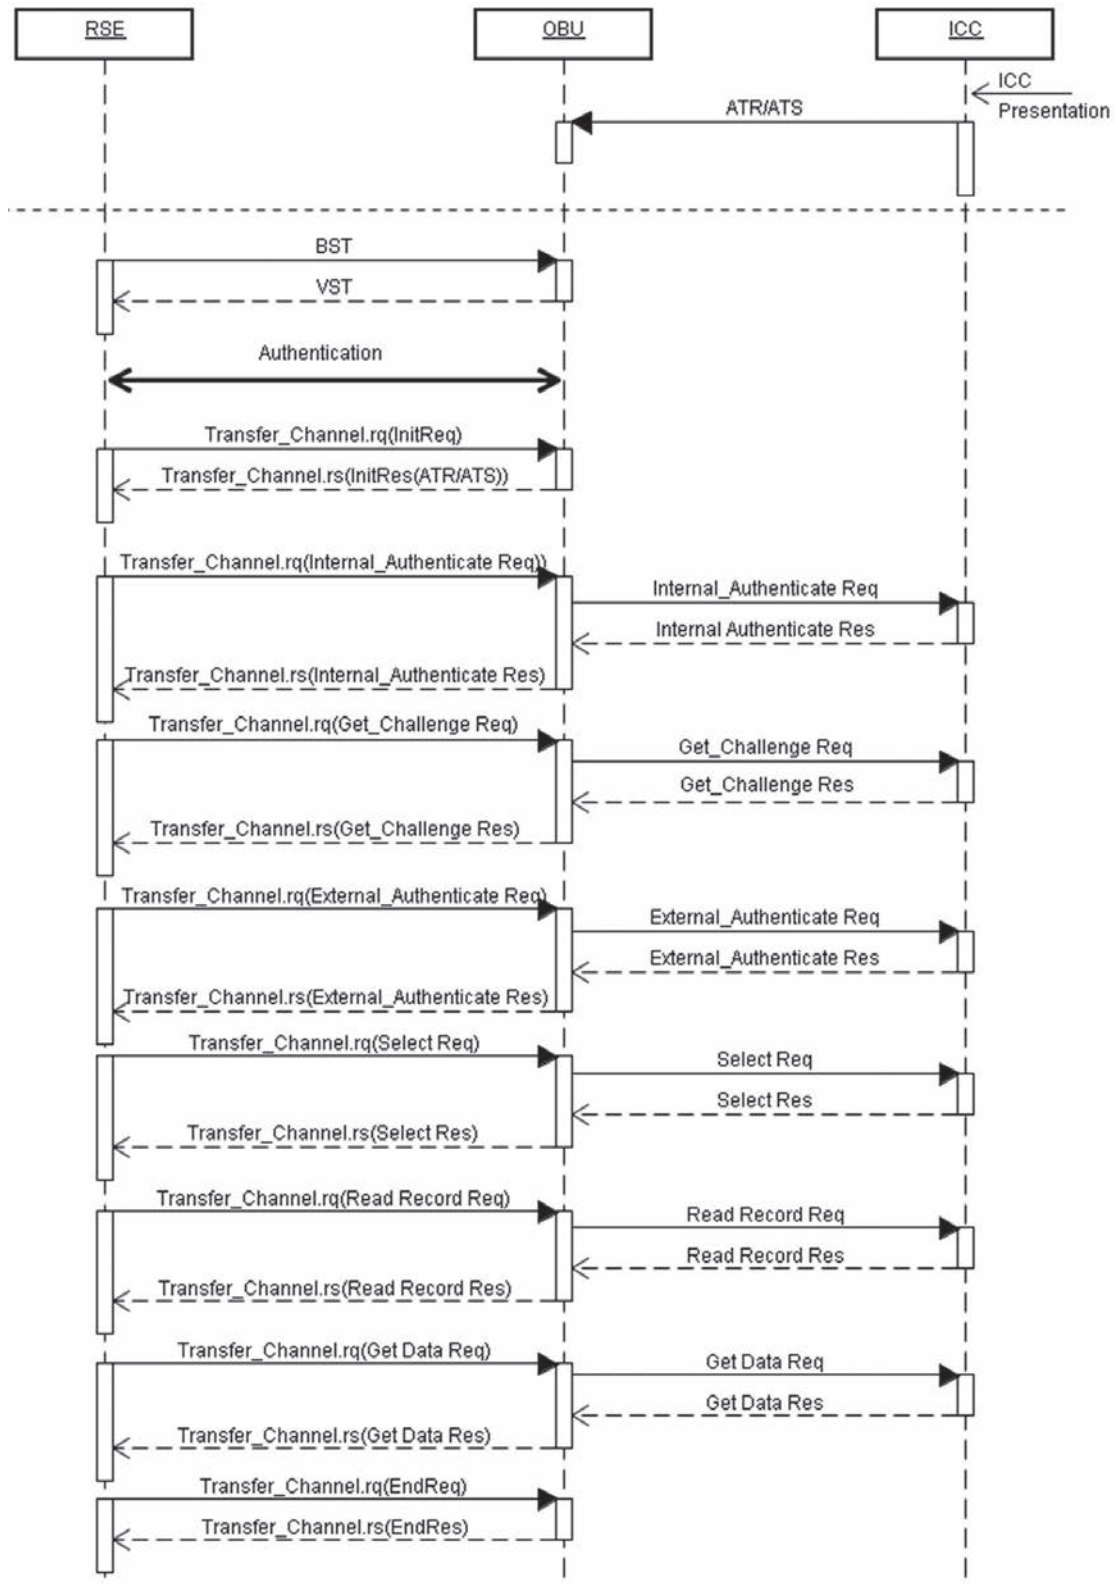 RSE
OBU
ICC
ICC
Presentation
ATR/ATS
BST
VST
Authentication
Transfer_Channel.rq(InitReq)
Transfer_Channel.rs(InitRes(ATR/ATS))
Transfer_Channel.rq(Internal_Authenticate Req))
Internal_Authenticate Req
Internal Authenticate Res
Transfer_Channel.rs(Internal_Authenticate Res)
Transfer_Channel.rq(Get_Challenge Req)
Get_Challenge Req
Get_Challenge Res
Transfer_Channel.rs(Get_Challenge Res)
Transfer_Channel.rq(External_Authenticate Req)
External_Authenticate Req
External_Authenticate Res
Transfer_Channel.rs(External_Authenticate Res)
Transfer_Channel.rq(Select Req)
Select Req
Select Res
Transfer_Channel.rs(Select Res)
Transfer_Channel.rq(Read Record Req)
Read Record Req
Read Record Res
Transfer_Channel.rs(Read Record Res)
Transfer_Channel.rq(Get Data Req)
Get Data Req
Get Data Res
Transfer_Channel.rs(Get Data Res)
Transfer_Channel.rq(EndReq)
Transfer_Channel.rs(EndRes)